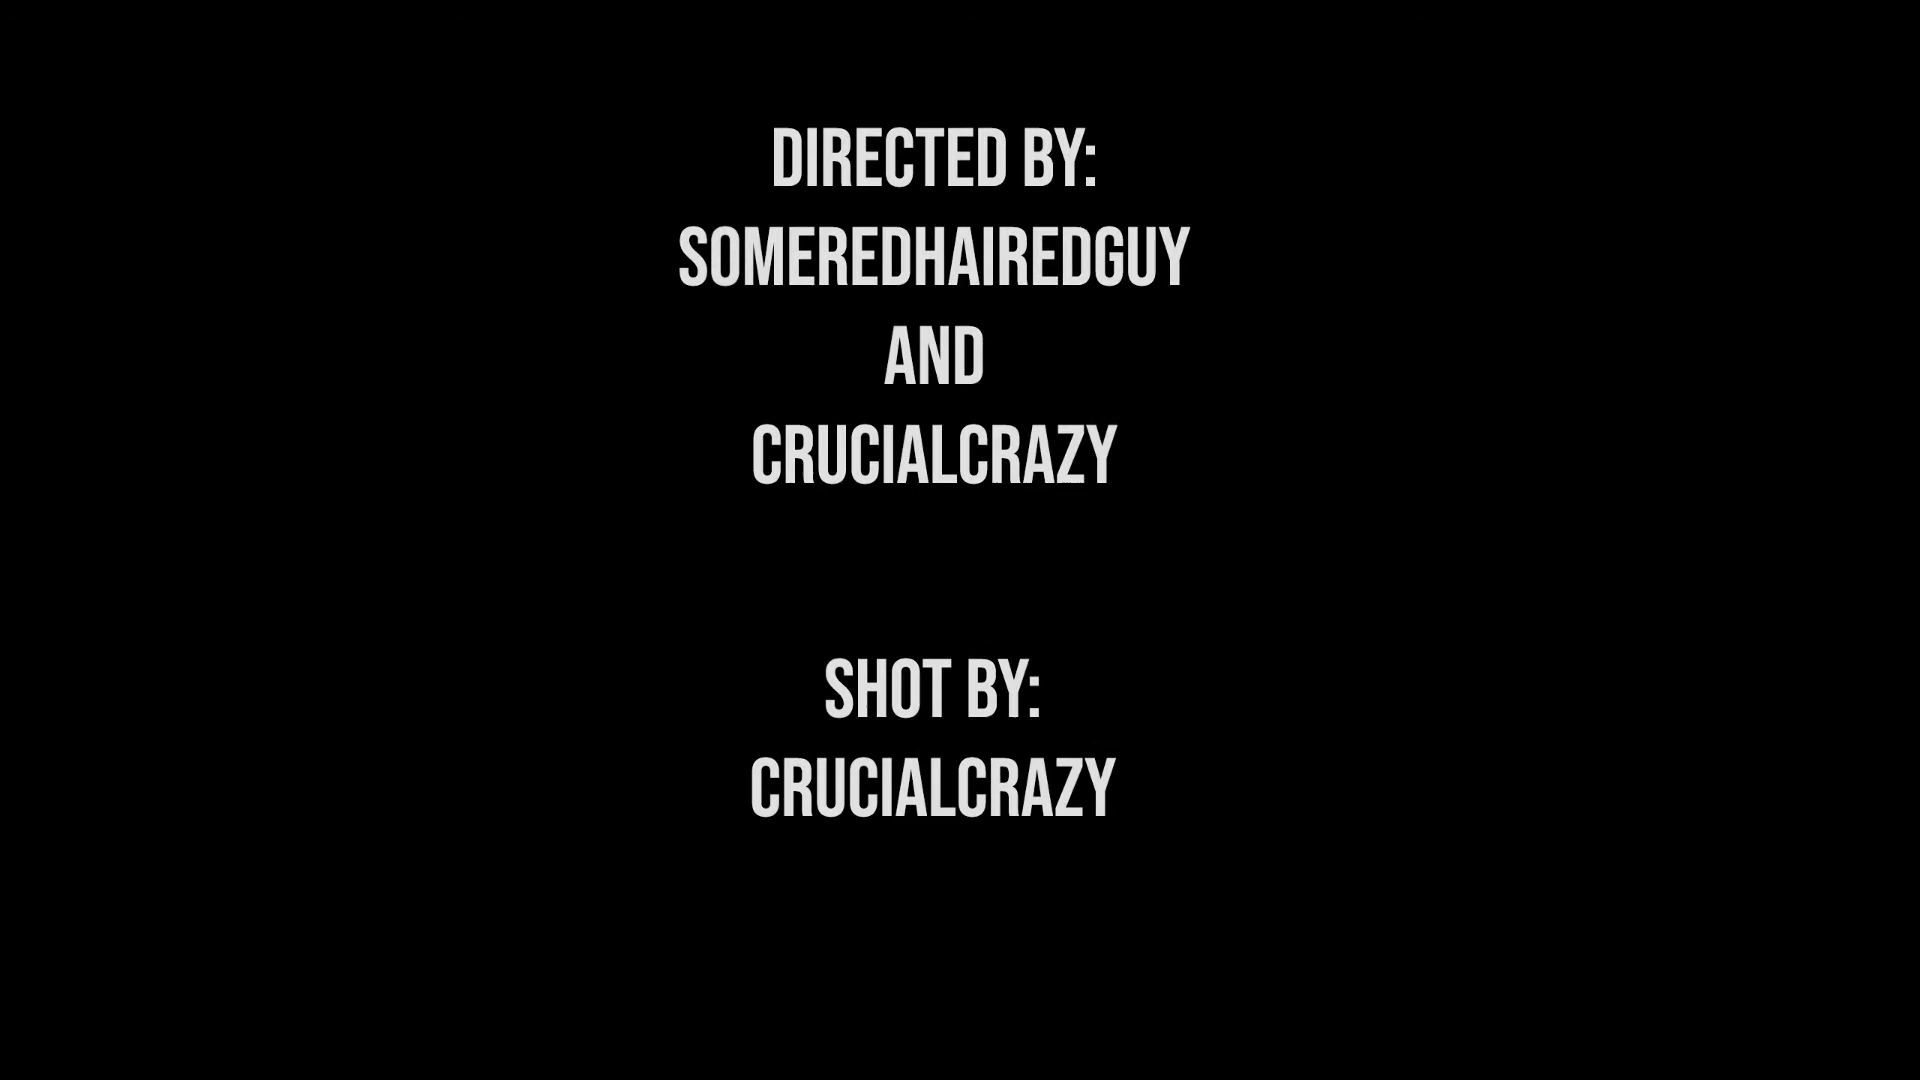 DIRECTED BY:
SOMEREDHAIREDGUY
AND
CRUCIALCRAZY
SHOT BY:
CRUCIALCRAZY